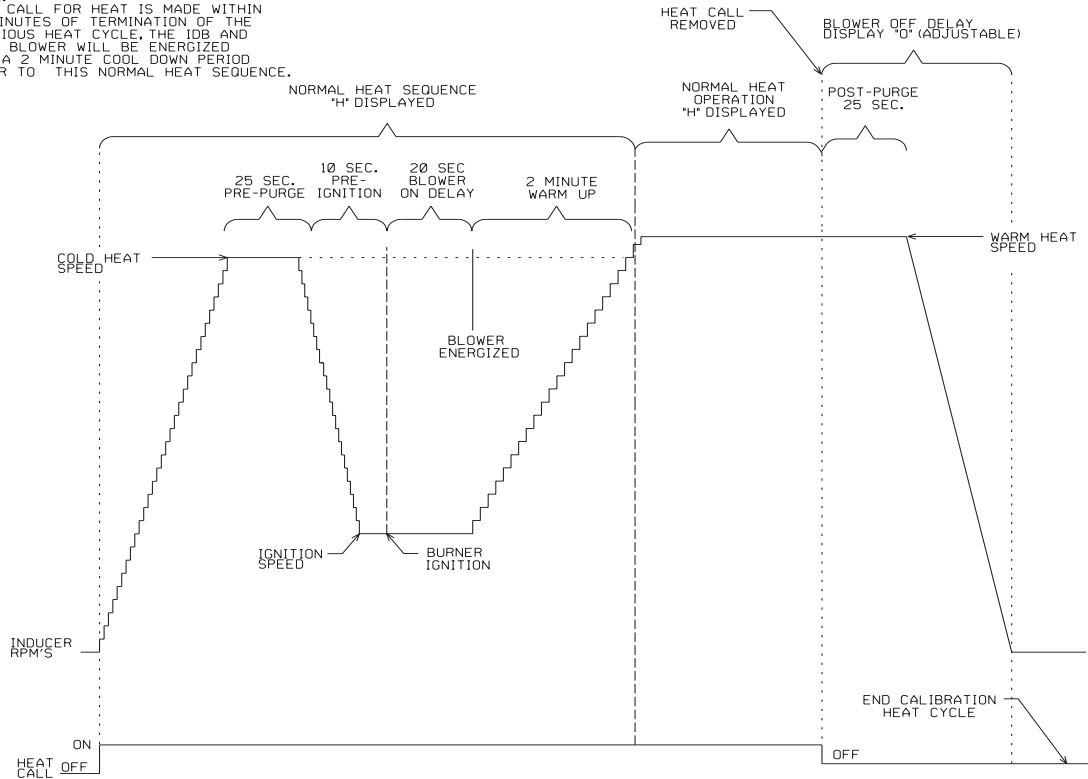 CALL FOR HEAT IS MADE WITHIN
INUTES OF TERMINATION OF THE
IOUS HEAT CYCLE, THE IDB AND
BLOWER WILL BE ENERGIZED
A 2 MINUTE COOL DOWN PERIOD
R TO THIS NORMAL HEAT SEQUENCE.
HEAT CALL
REMOVED
BLOWER OFF DELAY
DISPLAY "O" (ADJUSTABLE)
NORMAL HEAT SEQUENCE
"H" DISPLAYED
NORMAL HEAT
OPERATION
"H" DISPLAYED
POST-PURGE
25 SEC.
25 SEC.
PRE-PURGE
10 SEC.
PRE-
IGNITION
20 SEC
BLOWER
ON DELAY
2 MINUTE
WARM UP
COLD HEAT
SPEED
WARM HEAT
SPEED
BLOWER
ENERGIZED
IGNITION
SPEED
BURNER
IGNITION
INDUCER
RPM'S
END CALIBRATION
HEAT CYCLE
ON
HEAT
CALL
OFF
OFF